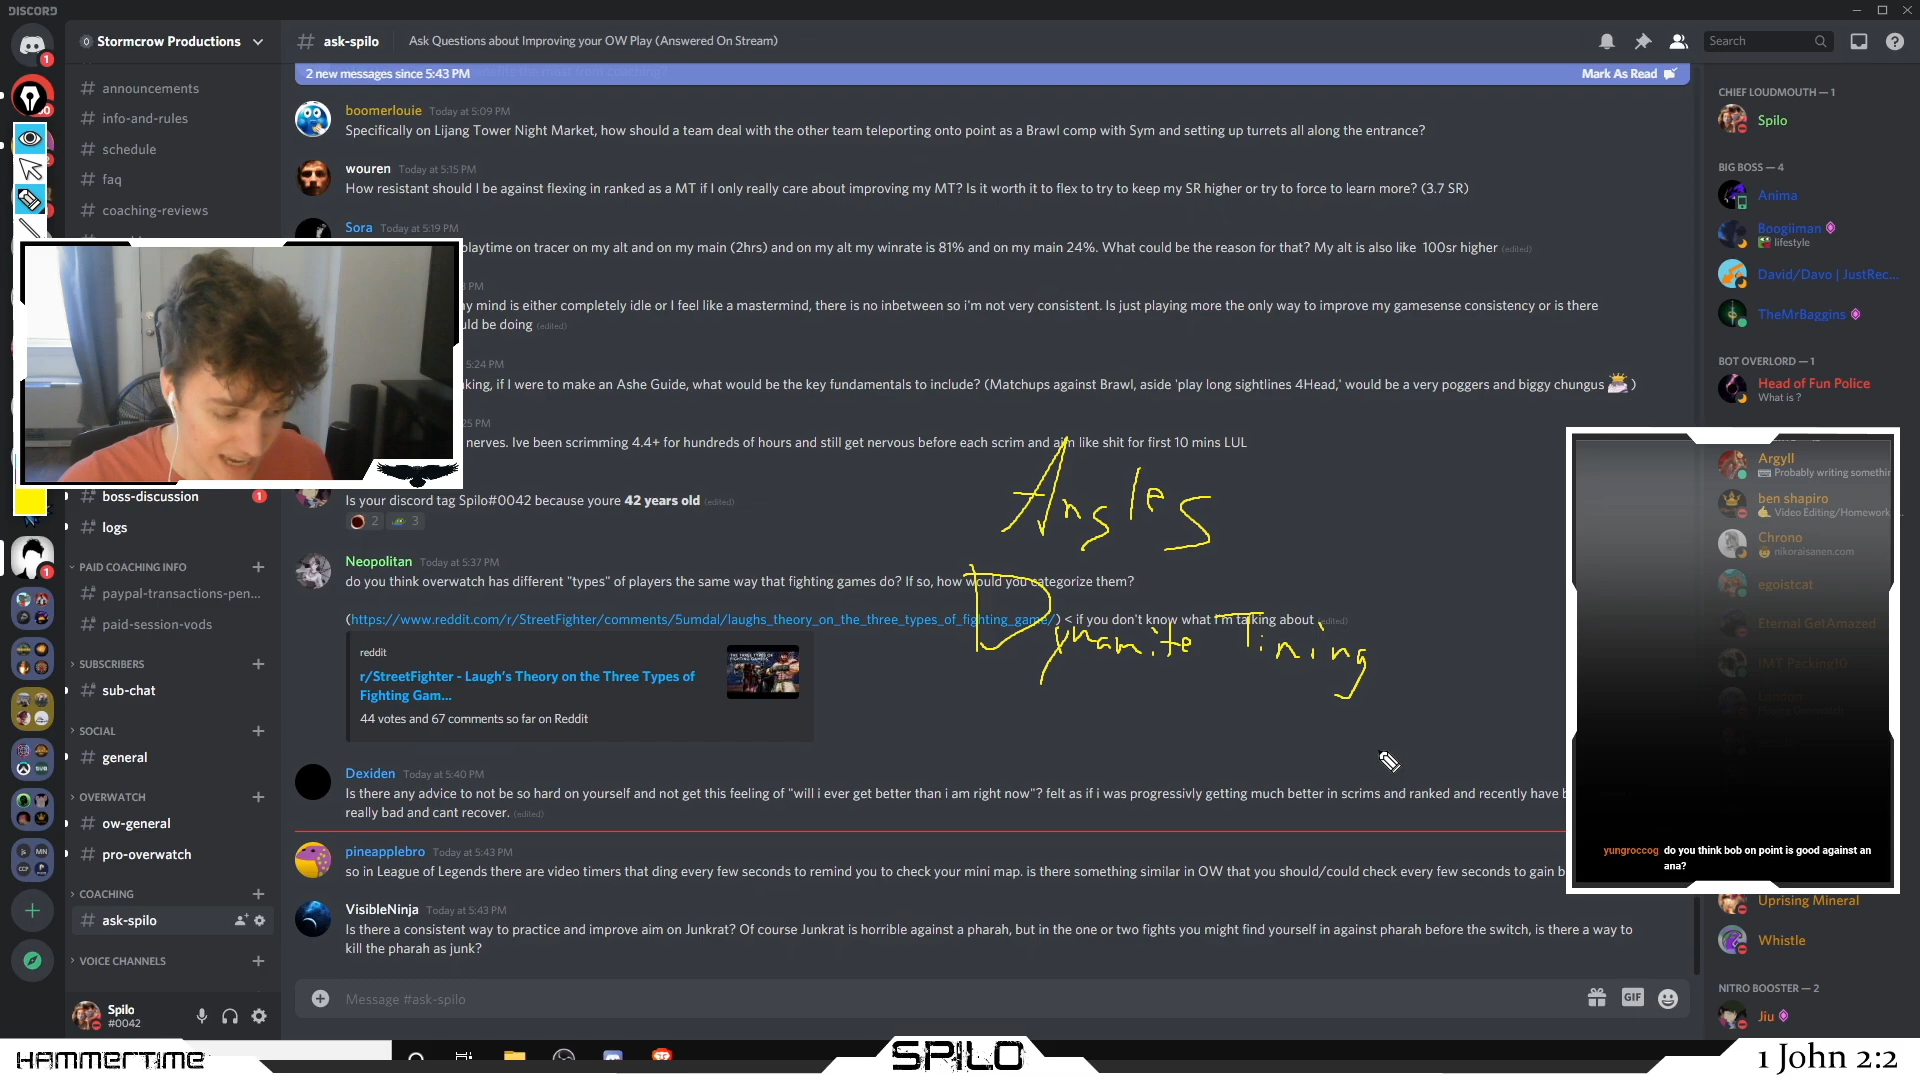 DISCORD
Stormcrow Productions
# ask-spilo
Ask Questions about Improving your OW Play (Answered On Stream)
Search
2 new messages since 5:43 PM
Mark As Read
# announcements
# info-and-rules
# schedule
# faq
# coaching-reviews
boss-discussion
1
logs
PAID COACHING INFO
# paypal-transactions-pen...
# paid-session-vods
SUBSCRIBERS
# sub-chat
SOCIAL
# general
OVERWATCH
# ow-general
# pro-overwatch
COACHING
# ask-spilo
VOICE CHANNELS
Spilo
#0042
boomerlouie Today at 5:09 PM
Specifically on Lijang Tower Night Market, how should a team deal with the other team teleporting onto point as a Brawl comp with Sym and setting up turrets all along the entrance?
wouren Today at 5:15 PM
How resistant should I be against flexing in ranked as a MT if I only really care about improving my MT? Is it worth it to flex to try to keep my SR higher or try to force to learn more? (3.7 SR)
Sora Today at 5:19 PM
playtime on tracer on my alt and on my main (2hrs) and on my alt my winrate is 81% and on my main 24%. What could be the reason for that? My alt is also like 100sr higher (edited)
PM
my mind is either completely idle or I feel like a mastermind, there is no inbetween so i'm not very consistent. Is just playing more the only way to improve my gamesense consistency or is there
uld be doing (edited)
5:24 PM
king, if I were to make an Ashe Guide, what would be the key fundamentals to include? (Matchups against Brawl, aside 'play long sightlines 4Head,' would be a very poggers and biggy chungus )
25 PM
nerves. Ive been scrimming 4.4+ for hundreds of hours and still get nervous before each scrim and aim like shit for first 10 mins LUL
Angles
Is your discord tag Spilo#0042 because youre 42 years old (edited)
2 3
Neopolitan Today at 5:37 PM
do you think overwatch has different "types" of players the same way that fighting games do? If so, how would you categorize them?
(https://www.reddit.com/r/StreetFighter/comments/5umdal/laughs_theory_on_the_three_types_of_fighting_game/) < if you don't know what I'm talking about (edited)
Dynamite Timing
reddit
r/StreetFighter - Laugh's Theory on the Three Types of
Fighting Gam...
44 votes and 67 comments so far on Reddit
Dexiden Today at 5:40 PM
Is there any advice to not be so hard on yourself and not get this feeling of "will i ever get better than i am right now"? felt as if i was progressivly getting much better in scrims and ranked and recently have
really bad and cant recover. (edited)
pineapplebro Today at 5:43 PM
so in League of Legends there are video timers that ding every few seconds to remind you to check your mini map. is there something similar in OW that you should/could check every few seconds to gain
VisibleNinja Today at 5:43 PM
Is there a consistent way to practice and improve aim on Junkrat? Of course Junkrat is horrible against a pharah, but in the one or two fights you might find yourself in against pharah before the switch, is there a way to
kill the pharah as junk?
Message #ask-spilo
GIF
CHIEF LOUDMOUTH — 1
Spilo
BIG BOSS — 4
Anima
Boogiiman
lifestyle
David/Davo | JustRec...
TheMrBaggins
BOT OVERLORD — 1
Head of Fun Police
What is ?
Argyll
Probably writing somethin
ben shapiro
Video Editing/Homework
Chrono
nikoraisanen.com
egoistcat
Eternal GetAmazed
IMT Packing10
yungroccog do you think bob on point is good against an
ana?
Uprising Mineral
Whistle
NITRO BOOSTER — 2
Jiu
HAMMERTIME
SPILO
1 John 2:2